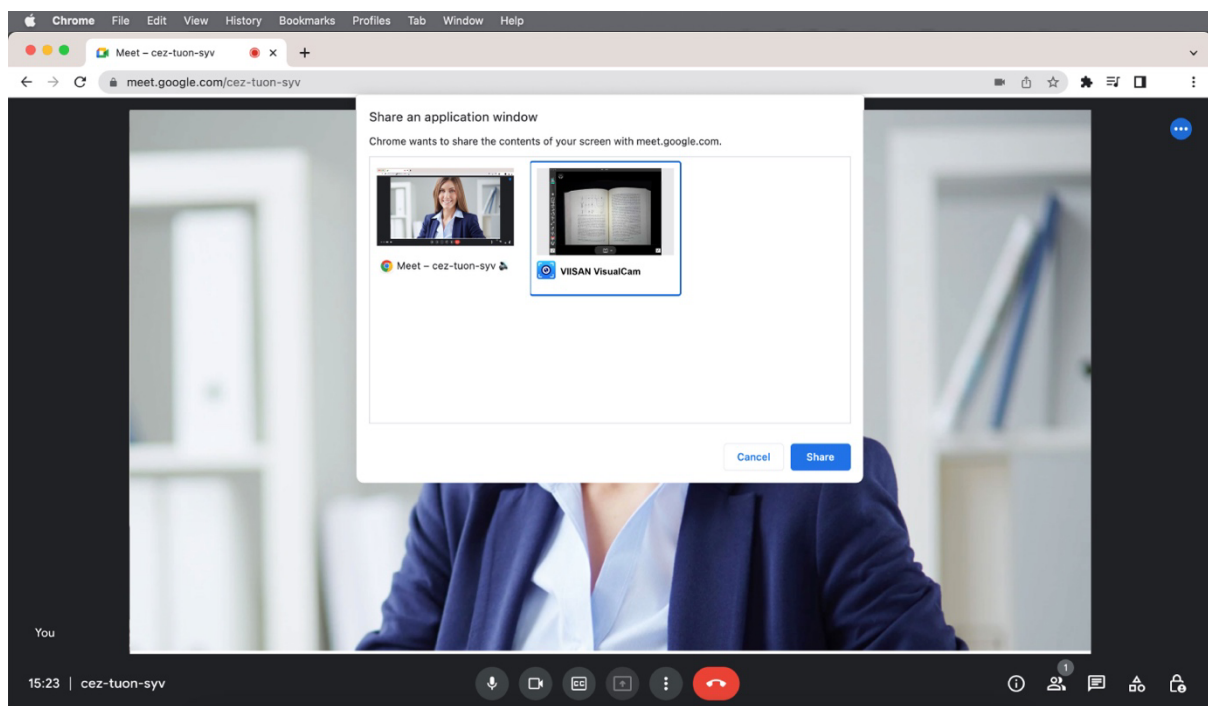 Chrome File Edit View History Bookmarks Profiles Tab Window Help
Meet – cez-tuon-syv
meet.google.com/cez-tuon-syv
Share an application window
Chrome wants to share the contents of your screen with meet.google.com.
Meet – cez-tuon-syv
VIISAN VisualCam
Cancel Share
You
15:23 | cez-tuon-syv
CC
1